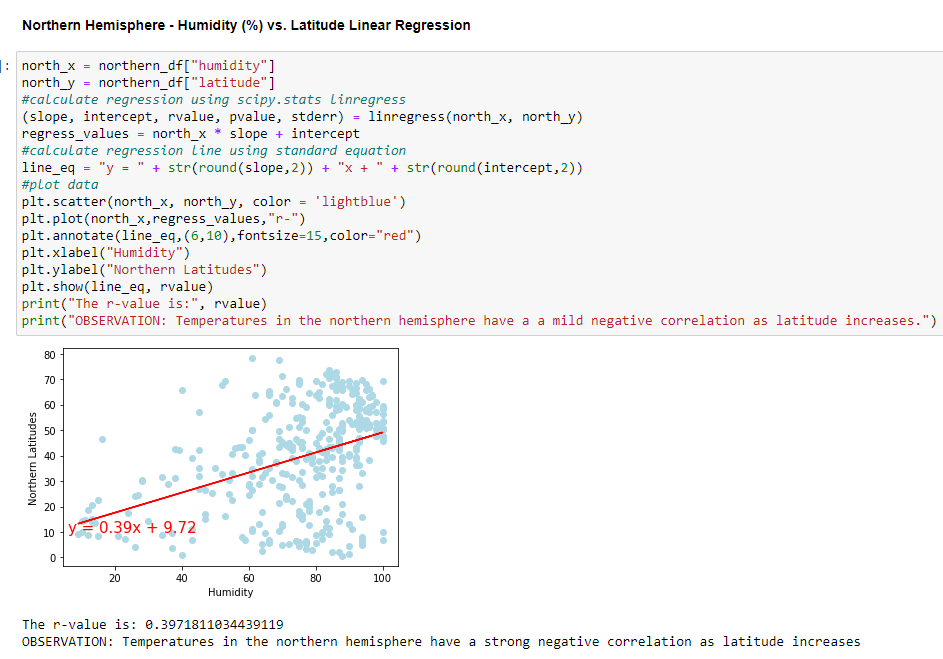 Northern Hemisphere - Humidity (%) vs. Latitude Linear Regression
]: north_x = northern_df["humidity"]
north_y = northern_df["latitude"]
#calculate regression using scipy.stats linregress
(slope, intercept, rvalue, pvalue, stderr) = linregress(north_x, north_y)
regress_values = north_x * slope + intercept
#calculate regression line using standard equation
line_eq = "y = " + str(round(slope,2)) + "x + " + str(round(intercept,2))
#plot data
plt.scatter(north_x, north_y, color = 'lightblue')
plt.plot(north_x,regress_values,"r-")
plt.annotate(line_eq,(6,10),fontsize=15,color="red")
plt.xlabel("Humidity")
plt.ylabel("Northern Latitudes")
plt.show(line_eq, rvalue)
print("The r-value is:", rvalue)
print("OBSERVATION: Temperatures in the northern hemisphere have a a mild negative correlation as latitude increases.")
80
70
60
50
40
30
20
10
0
Northern Latitudes
y = 0.39x + 9.72
20 40 60 80 100
Humidity
The r-value is: 0.3971811034439119
OBSERVATION: Temperatures in the northern hemisphere have a strong negative correlation as latitude increases